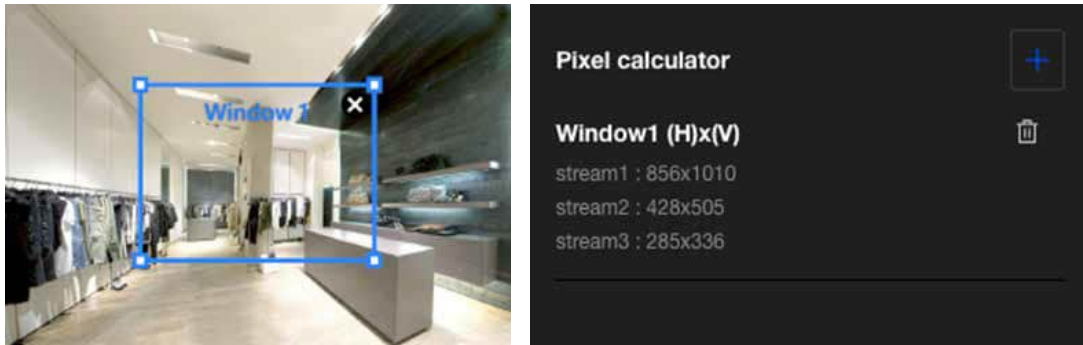 Window 1
Pixel calculator
Window1 (H)x(V)
stream1 : 856x1010
stream2 : 428x505
stream3 : 285x336